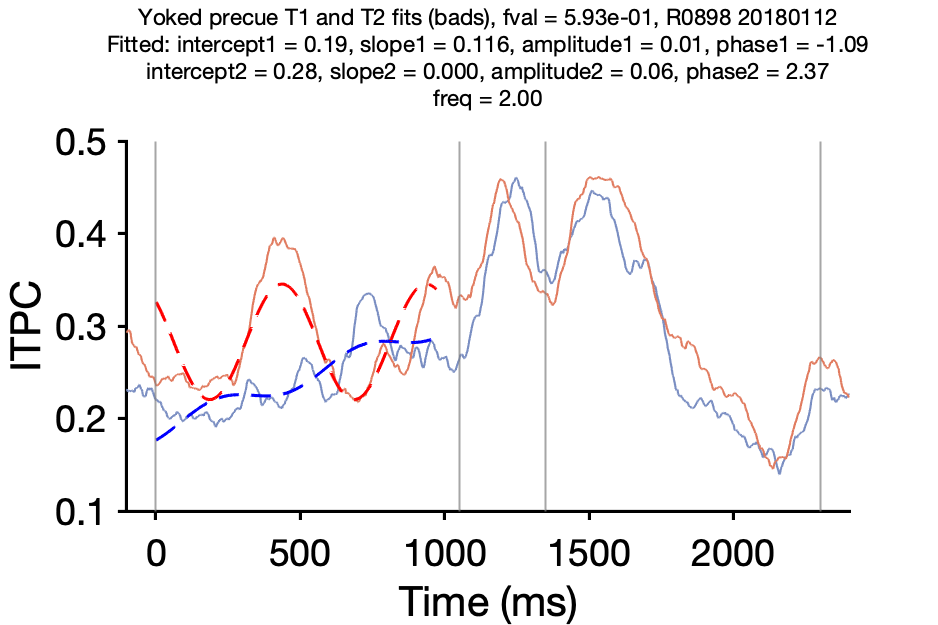 Yoked precue T1 and T2 fits (bads), fval = 5.93e-01, R0898 20180112
Fitted: intercept1 = 0.19, slope1 = 0.116, amplitude1 = 0.01, phase1 = -1.09
intercept2 = 0.28, slope2 = 0.000, amplitude2 = 0.06, phase2 = 2.37
freq = 2.00
0.5
0.4
0.3
0.2
0.1
ITPC
0 500 1000 1500 2000
Time (ms)